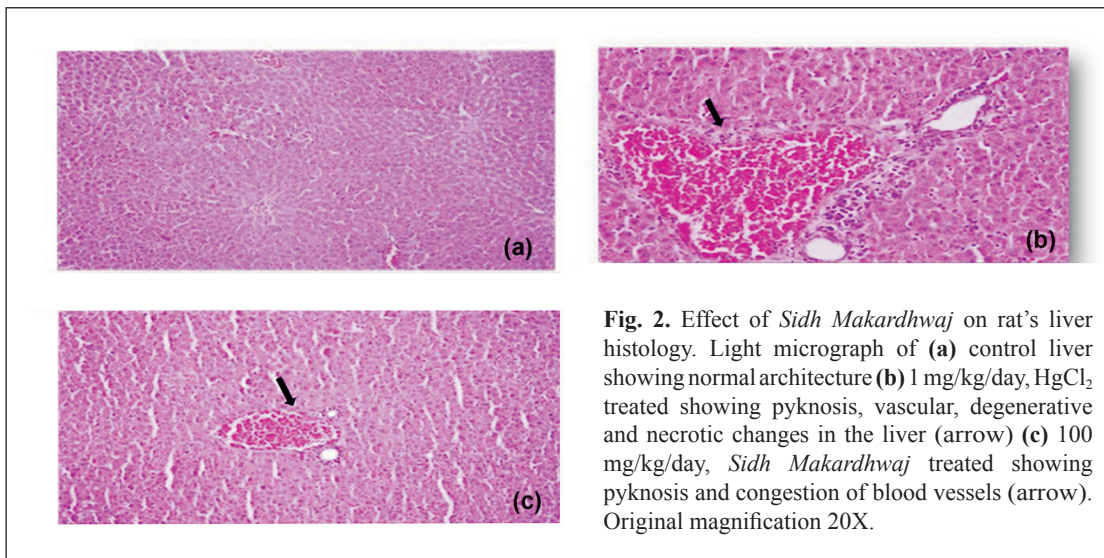 (a)
(b)
(c)
Fig. 2. Effect of Sidh Makardhwaj on rat's liver
histology. Light micrograph of (a) control liver
showing normal architecture (b) 1 mg/kg/day, HgCl₂
treated showing pyknosis, vascular, degenerative
and necrotic changes in the liver (arrow) (c) 100
mg/kg/day, Sidh Makardhwaj treated showing
pyknosis and congestion of blood vessels (arrow).
Original magnification 20X.